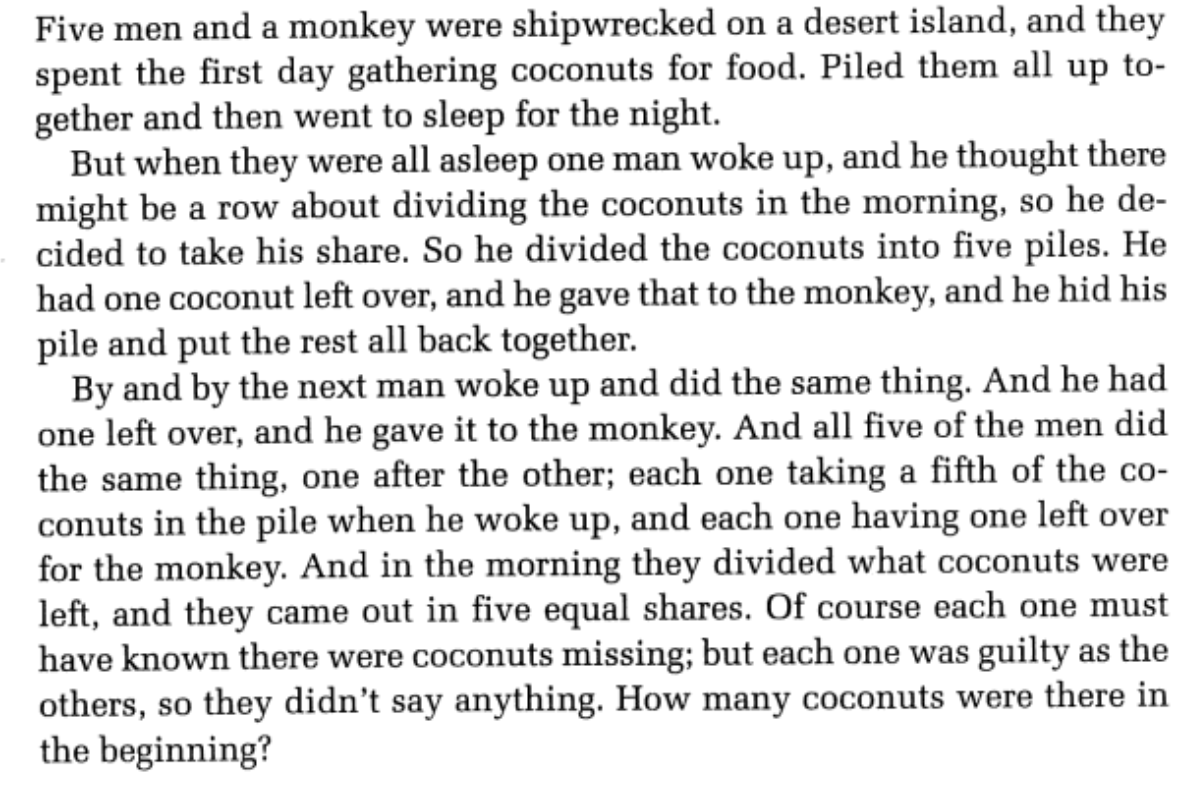 Five men and a monkey were shipwrecked on a desert island, and they
spent the first day gathering coconuts for food. Piled them all up to-
gether and then went to sleep for the night.
But when they were all asleep one man woke up, and he thought there
might be a row about dividing the coconuts in the morning, so he de-
cided to take his share. So he divided the coconuts into five piles. He
had one coconut left over, and he gave that to the monkey, and he hid his
pile and put the rest all back together.
By and by the next man woke up and did the same thing. And he had
one left over, and he gave it to the monkey. And all five of the men did
the same thing, one after the other; each one taking a fifth of the co-
conuts in the pile when he woke up, and each one having one left over
for the monkey. And in the morning they divided what coconuts were
left, and they came out in five equal shares. Of course each one must
have known there were coconuts missing; but each one was guilty as the
others, so they didn't say anything. How many coconuts were there in
the beginning?